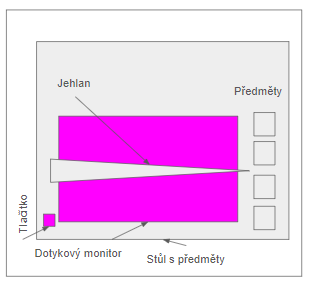 Jehlan
Předměty
Tlačítko
Dotykový monitor
Stůl s předměty